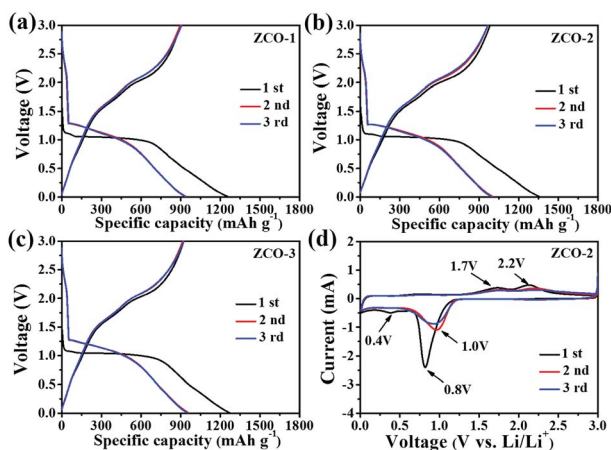 (a)
ZCO-1
1 st
2 nd
3 rd
Voltage (V)
3.0
2.5
2.0
1.5
1.0
0.5
0.0
0 300 600 900 1200 1500 1800
Specific capacity (mAh g-1)
(b)
ZCO-2
1 st
2 nd
3 rd
Voltage (V)
3.0
2.5
2.0
1.5
1.0
0.5
0.0
0 300 600 900 1200 1500 1800
Specific capacity (mAh g-1)
(c)
ZCO-3
1 st
2 nd
3 rd
Voltage (V)
3.0
2.5
2.0
1.5
1.0
0.5
0.0
0 300 600 900 1200 1500 1800
Specific capacity (mAh g-1)
(d)
ZCO-2
1.7V
2.2V
0.4V
1.0V
0.8V
1 st
2 nd
3 rd
Current (mA)
2
1
0
-1
-2
-3
-4
0.0 0.5 1.0 1.5 2.0 2.5 3.0
Voltage (V vs. Li/Li+)